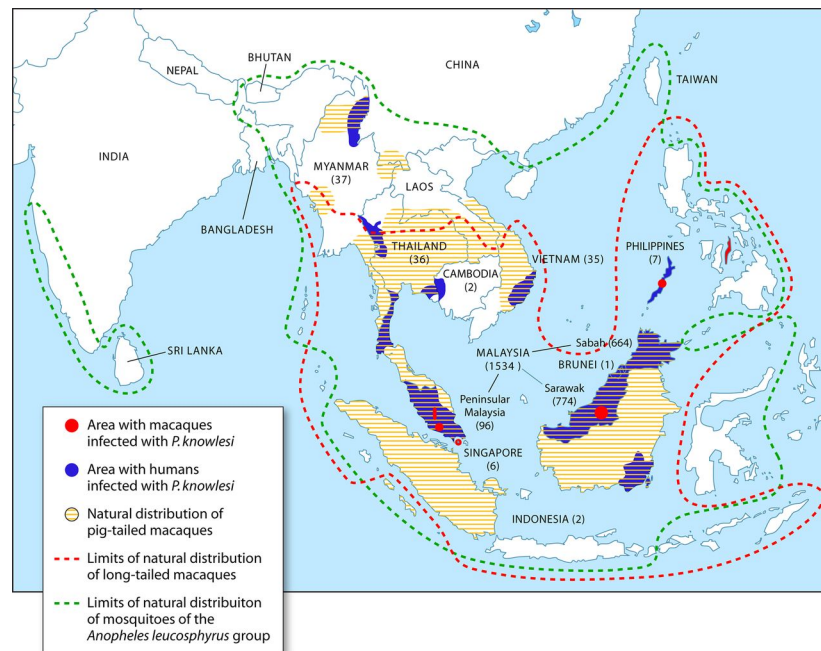 BHUTAN
NEPAL
CHINA
TAIWAN
INDIA
MYANMAR
(37)
LAOS
BANGLADESH
THAILAND
(36)
VIETNAM (35)
PHILIPPINES
(7)
CAMBODIA
(2)
SRI LANKA
Sabah (664)
MALAYSIA
(1534 )
BRUNEI (1)
Peninsular
Malaysia
(96)
Sarawak
(774)
SINGAPORE
(6)
INDONESIA (2)
Area with macaques
infected with P. knowlesi
Area with humans
infected with P. knowlesi
Natural distribution of
pig-tailed macaques
Limits of natural distribution
of long-tailed macaques
Limits of natural distribuiton
of mosquitoes of the
Anopheles leucosphyrus group